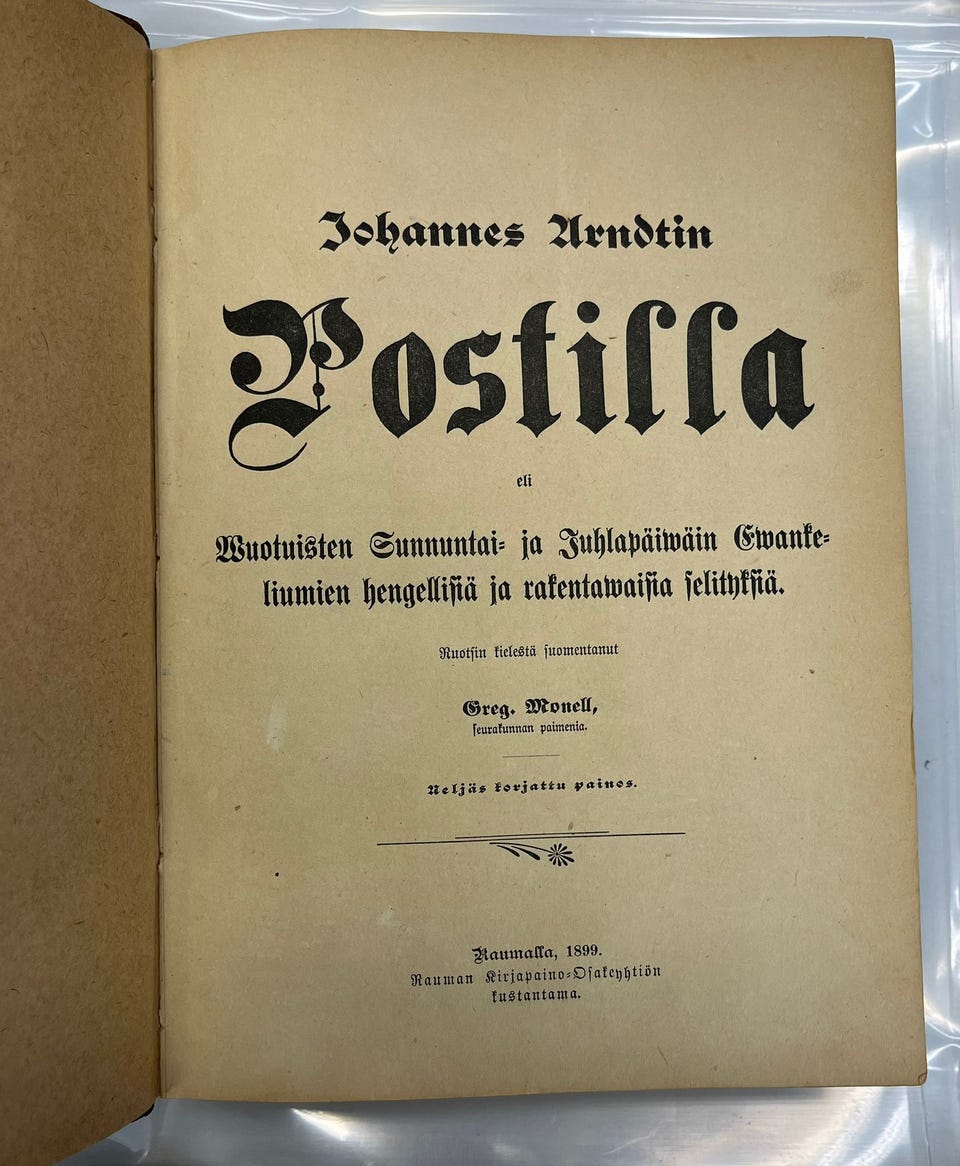 Johannes Arndtin
Postilla
eli
Wuotuisten Sunnuntai- ja Juhlapäiwäin Ewanke-
liumien hengellisiä ja rakentawaisia selityksiä.
Ruotsin kielestä suomentanut
Greg. Monell,
seurakunnan paimenia.
Neljäs korjattu painos.
Raumalla, 1899.
Rauman Kirjapaino-Osakeyhtiön
kustantama.